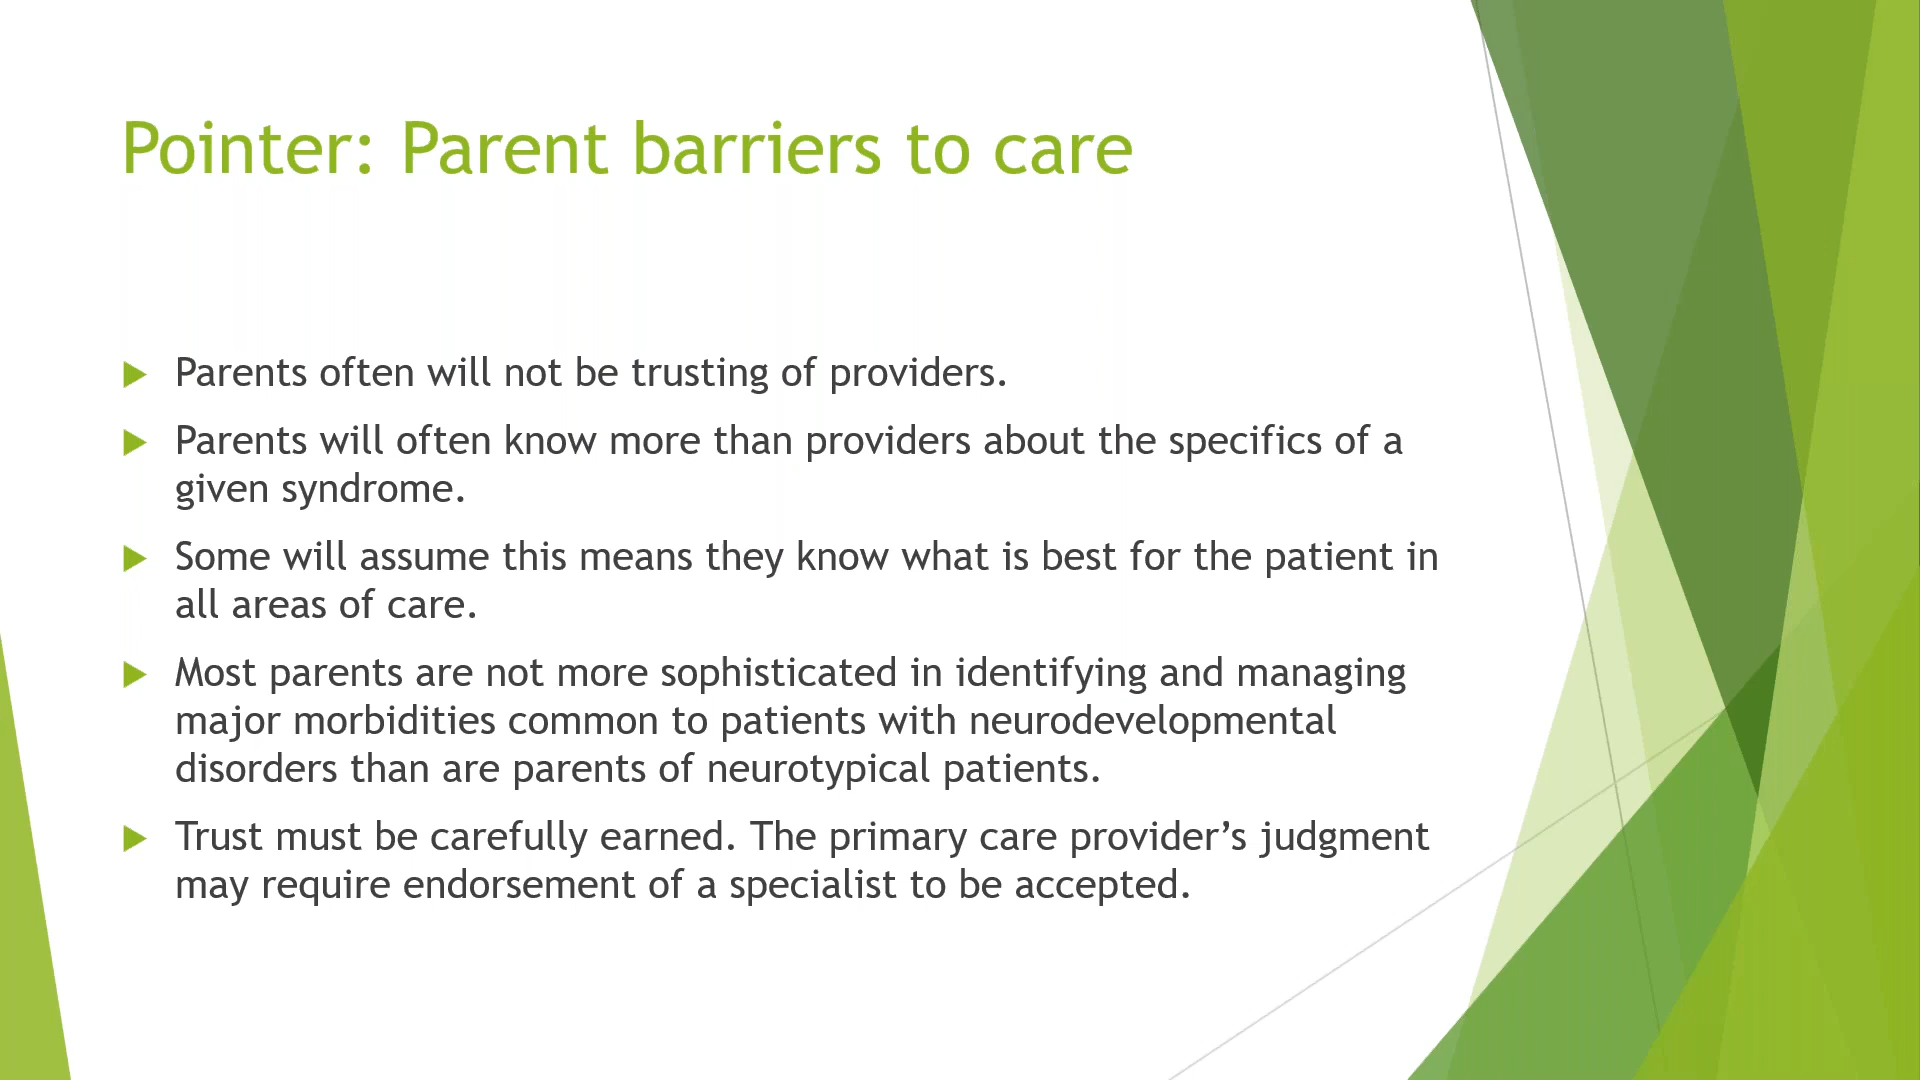 Pointer: Parent barriers to care
Parents often will not be trusting of providers.
Parents will often know more than providers about the specifics of a
given syndrome.
Some will assume this means they know what is best for the patient in
all areas of care.
Most parents are not more sophisticated in identifying and managing
major morbidities common to patients with neurodevelopmental
disorders than are parents of neurotypical patients.
Trust must be carefully earned. The primary care provider’s judgment
may require endorsement of a specialist to be accepted.